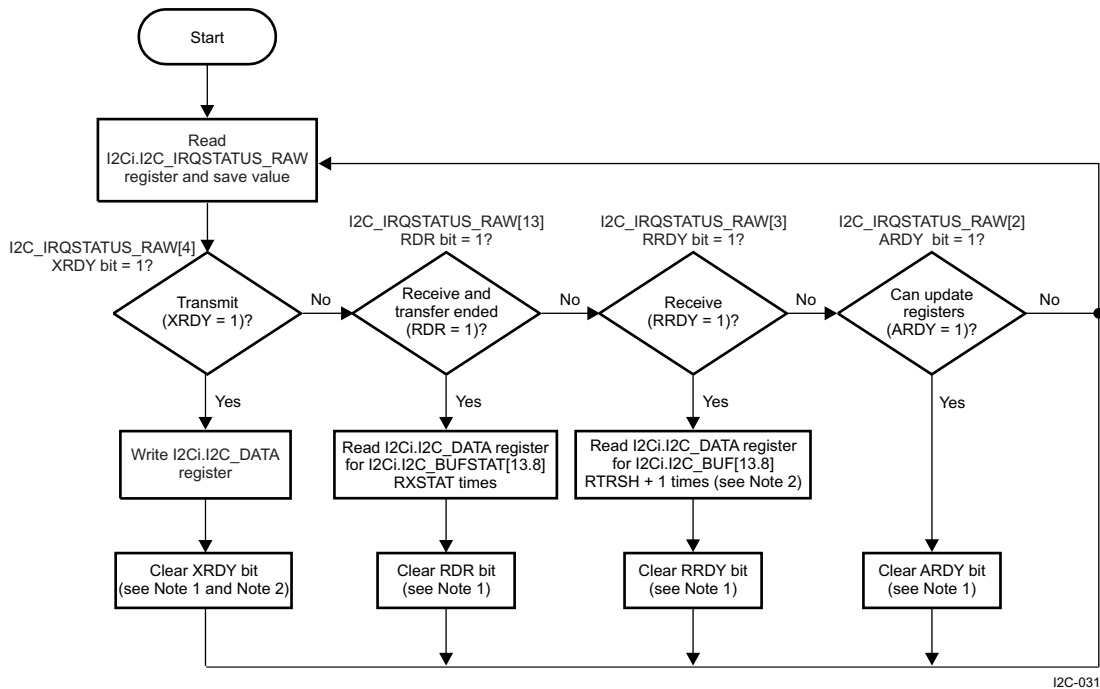 Start
Read
I2Ci.I2C_IRQSTATUS_RAW
register and save value
I2C_IRQSTATUS_RAW[4]
XRDY bit = 1?
I2C_IRQSTATUS_RAW[13]
RDR bit = 1?
I2C_IRQSTATUS_RAW[3]
RRDY bit = 1?
I2C_IRQSTATUS_RAW[2]
ARDY bit = 1?
Transmit
(XRDY = 1)?
No
Receive and
transfer ended
(RDR = 1)?
No
Receive
(RRDY = 1)?
No
Can update
registers
(ARDY = 1)?
No
Yes
Yes
Yes
Yes
Write I2Ci.I2C_DATA
register
Read I2Ci.I2C_DATA register
for I2Ci.I2C_BUFSTAT[13.8]
RXSTAT times
Read I2Ci.I2C_DATA register
for I2Ci.I2C_BUF[13.8]
RTRSH + 1 times (see Note 2)
Clear XRDY bit
(see Note 1 and Note 2)
Clear RDR bit
(see Note 1)
Clear RRDY bit
(see Note 1)
Clear ARDY bit
(see Note 1)
I2C-031